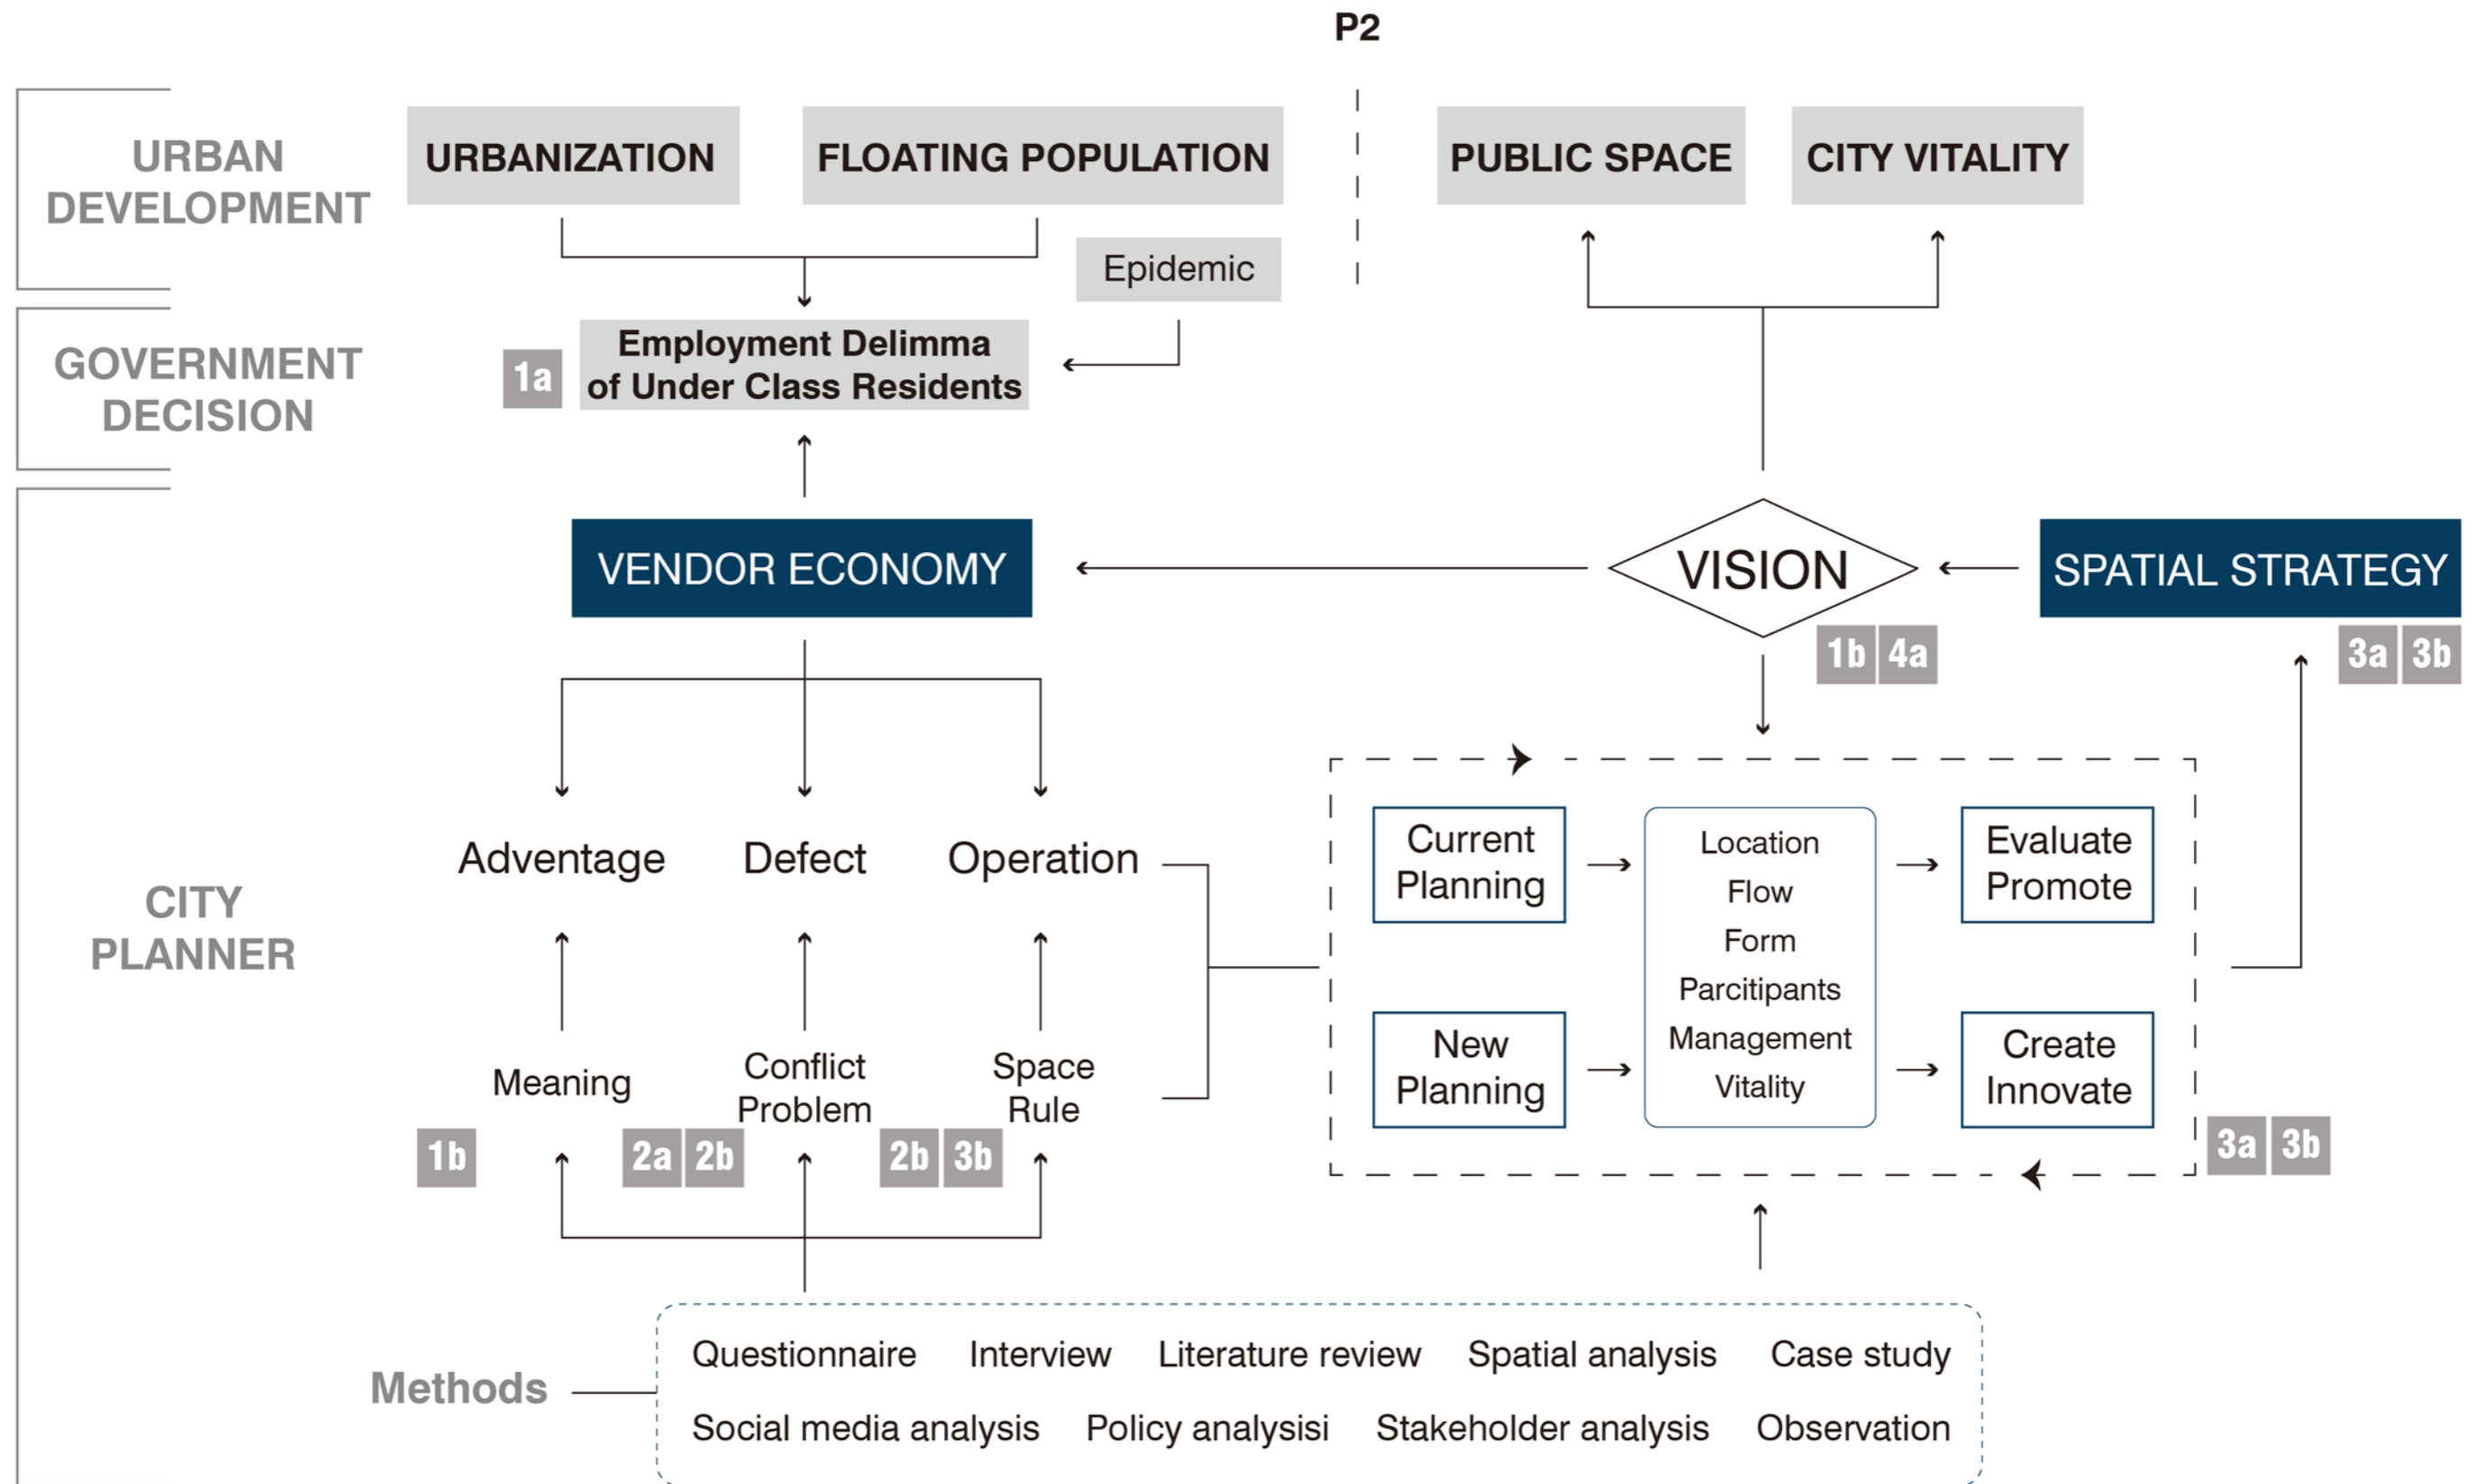 P2
URBAN
DEVELOPMENT
URBANIZATION
FLOATING POPULATION
PUBLIC SPACE
CITY VITALITY
Epidemic
GOVERNMENT
DECISION
1a
Employment Delimma
of Under Class Residents
VENDOR ECONOMY
VISION
SPATIAL STRATEGY
1b 4a
3a 3b
CITY
PLANNER
Adventage
Defect
Operation
Meaning
Conflict
Problem
Space
Rule
1b
2a 2b
2b 3b
Current
Planning
New
Planning
Location
Flow
Form
Parcitipants
Management
Vitality
Evaluate
Promote
Create
Innovate
3a 3b
Methods
Questionnaire Interview Literature review Spatial analysis Case study
Social media analysis Policy analysisi Stakeholder analysis Observation